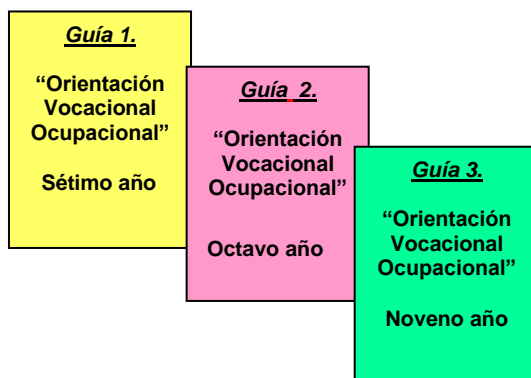 Guía 1.
“Orientación
Vocacional
Ocupacional”
Sétimo año
Guía 2.
“Orientación
Vocacional
Ocupacional”
Octavo año
Guía 3.
“Orientación
Vocacional
Ocupacional”
Noveno año